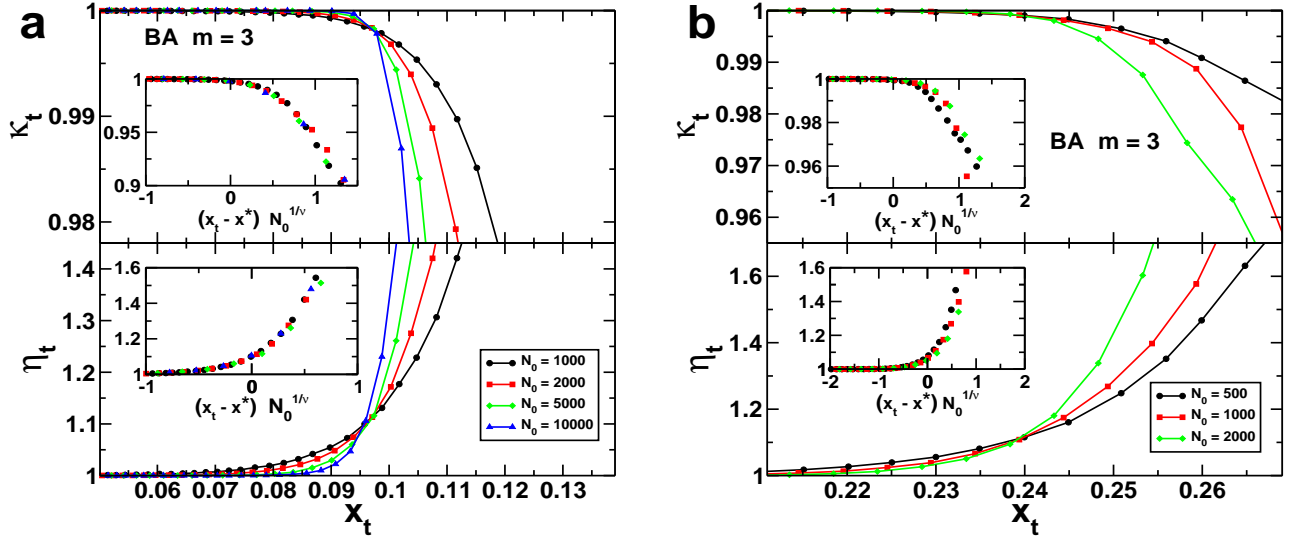 a
BA m = 3
1
0.99
0.98
κt
1
0.95
0.9
-1
0
1
(xt - x*) N0^1/ν
1.4
1.3
1.2
1.1
1
ηt
1.6
1.4
1.2
1
-1
0
1
(xt - x*) N0^1/ν
N0 = 1000
N0 = 2000
N0 = 5000
N0 = 10000
0.06 0.07 0.08 0.09 0.1 0.11 0.12 0.13
xt
b
1
0.99
0.98
0.97
0.96
κt
BA m = 3
1
0.98
0.96
-2 -1 0 1 2
(xt - x*) N0^1/ν
1.6
1.4
1.2
1
ηt
1.6
1.4
1.2
1
-2 -1 0 1 2
(xt - x*) N0^1/ν
N0 = 500
N0 = 1000
N0 = 2000
0.22 0.23 0.24 0.25 0.26
xt